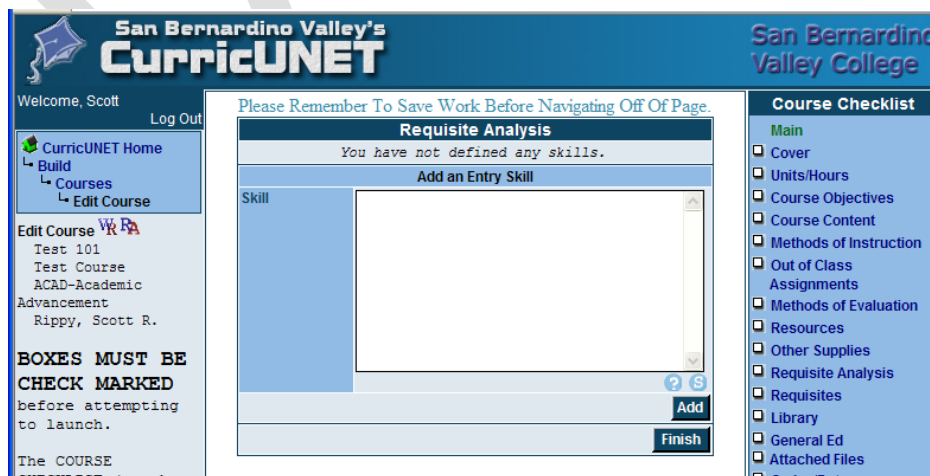 San Bernardino Valley's
CurricUNET
San Bernardino
Valley College
Welcome, Scott
Log Out
CurricUNET Home
Build
Courses
Edit Course
Edit Course WR RA
Test 101
Test Course
ACAD-Academic
Advancement
Rippy, Scott R.
BOXES MUST BE
CHECK MARKED
before attempting
to launch.
The COURSE
Please Remember To Save Work Before Navigating Off Of Page.
Requisite Analysis
You have not defined any skills.
Add an Entry Skill
Skill
? S
Add
Finish
Course Checklist
Main
Cover
Units/Hours
Course Objectives
Course Content
Methods of Instruction
Out of Class
Assignments
Methods of Evaluation
Resources
Other Supplies
Requisite Analysis
Requisites
Library
General Ed
Attached Files